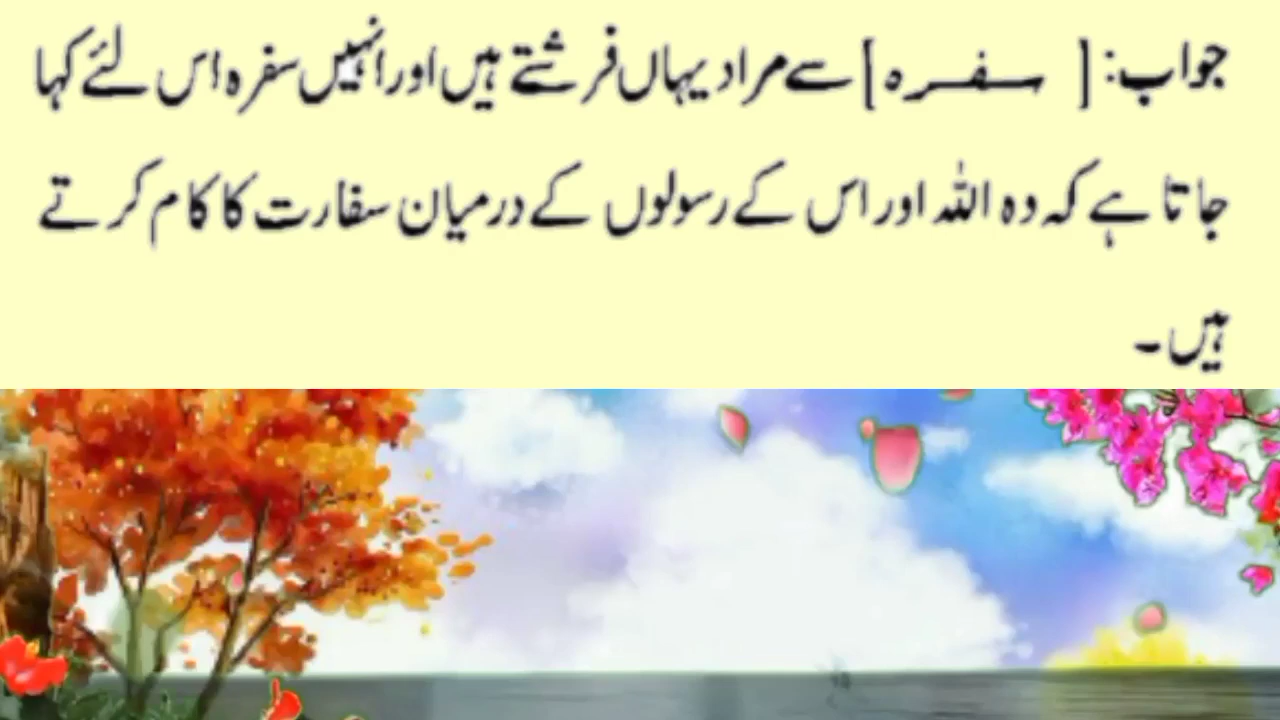 جواب: [ سفرہ ] سے مراد یہاں فرشتے ہیں اور انہیں سفرہ اس لئے کہا
جاتا ہے کہ وہ اللہ اور اس کے رسولوں کے درمیان سفارت کا کام کرتے
ہیں۔